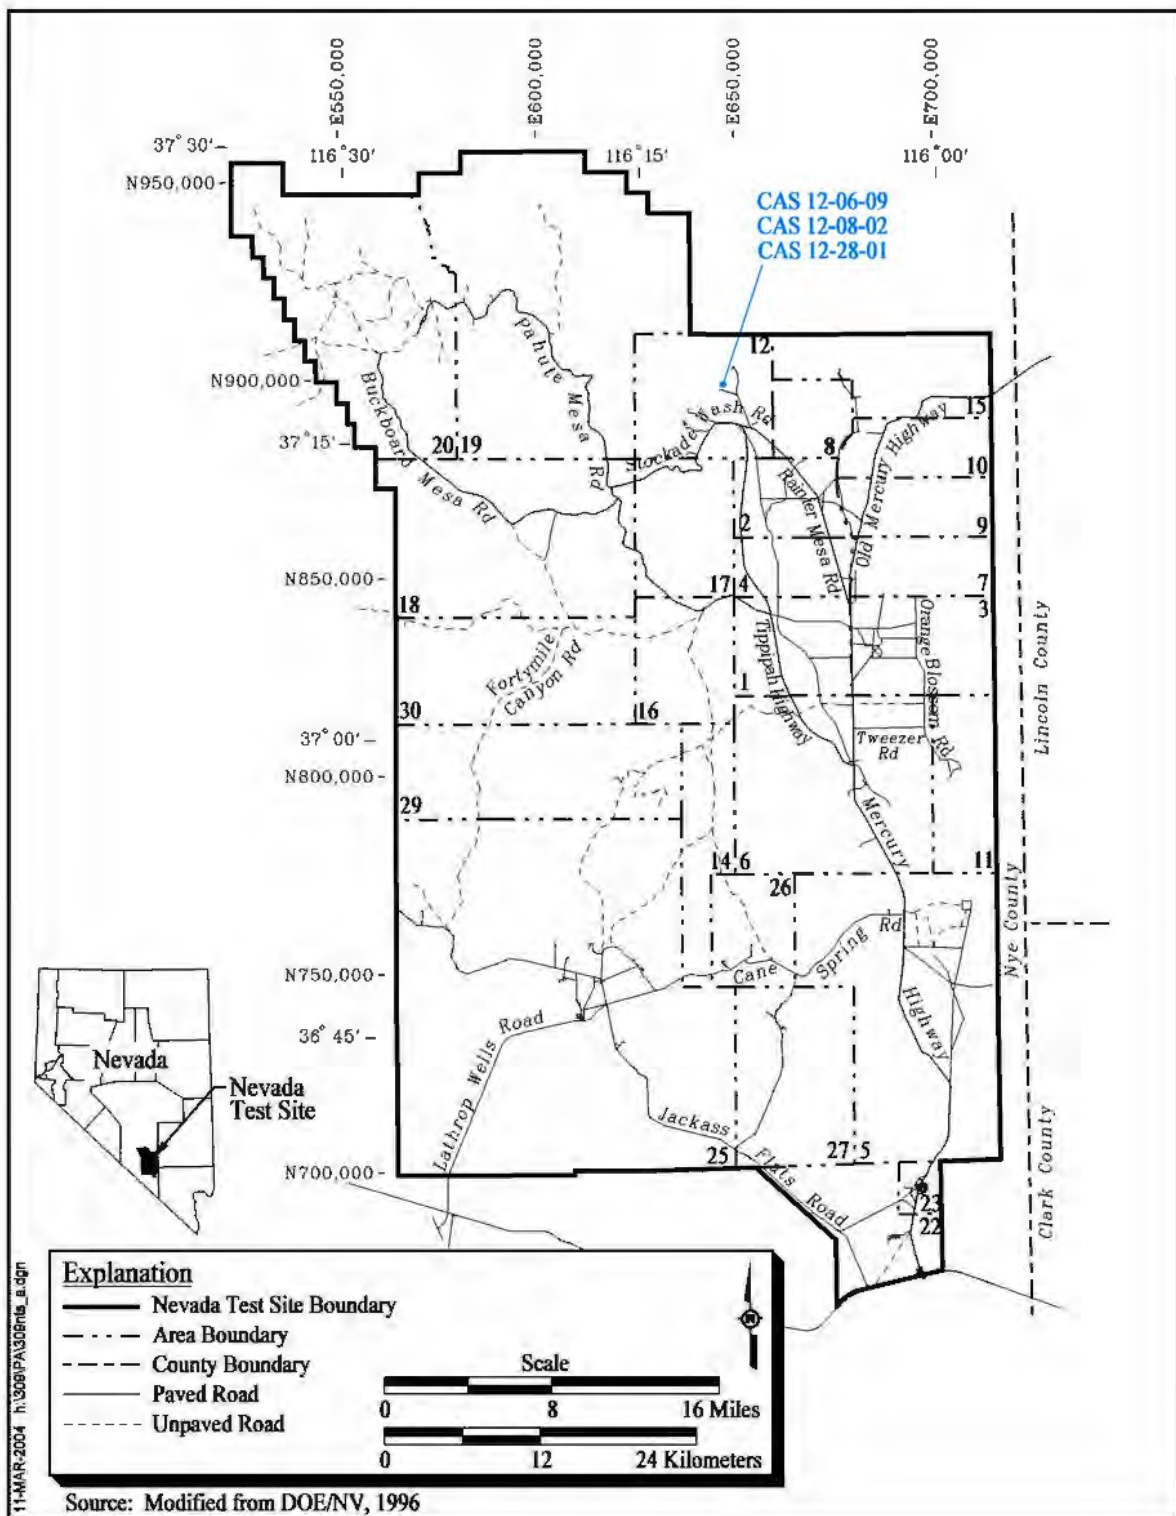 E550,000
E600,000
E650,000
E700,000
37° 30'
116° 30'
116° 15'
116° 00'
N950,000
CAS 12-06-09
CAS 12-08-02
CAS 12-28-01
12
N900,000
Pahute Mesa Rd
Buckboard Mesa Rd
Stockade Wash Rd
15
37° 15'
20
19
8
10
Rainier Mesa Rd
Old Mercury Highway
2
9
N850,000
17
4
7
3
18
Orange Blossom Rd
Lincoln County
Fortymile Canyon Rd
Tippipah Highway
1
30
16
37° 00'
Tweezer Rd
N800,000
29
Mercury Highway
14
6
11
26
Nye County
N750,000
Cane Spring Rd
36° 45'
Lathrop Wells Road
Nevada
Nevada
Test Site
Jackass Flats Road
Clark County
N700,000
25
27
5
23
22
Explanation
Nevada Test Site Boundary
Area Boundary
County Boundary
Paved Road
Unpaved Road
Scale
0 8 16 Miles
0 12 24 Kilometers
N
11-MAR-2004 h:\309\PA\309nts_a.dgn
Source: Modified from DOE/NV, 1996